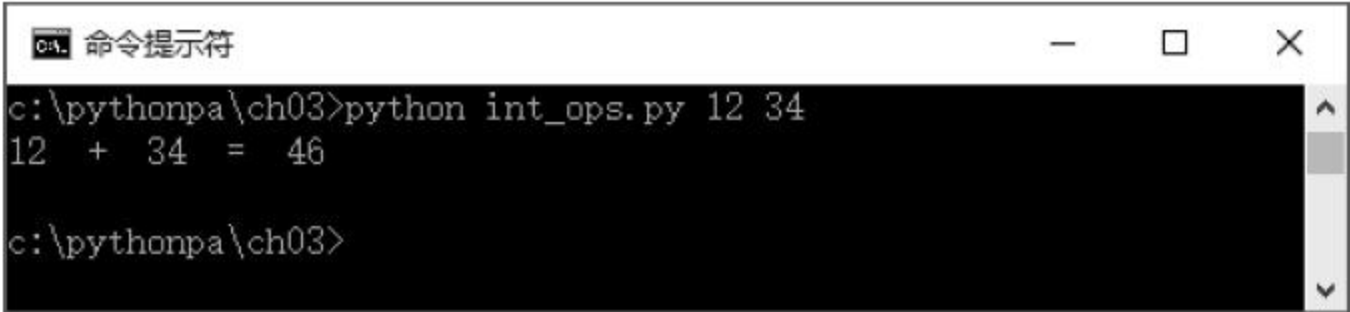 命令提示符
c:\pythonpa\ch03>python int_ops.py 12 34
12  +  34  =  46
c:\pythonpa\ch03>